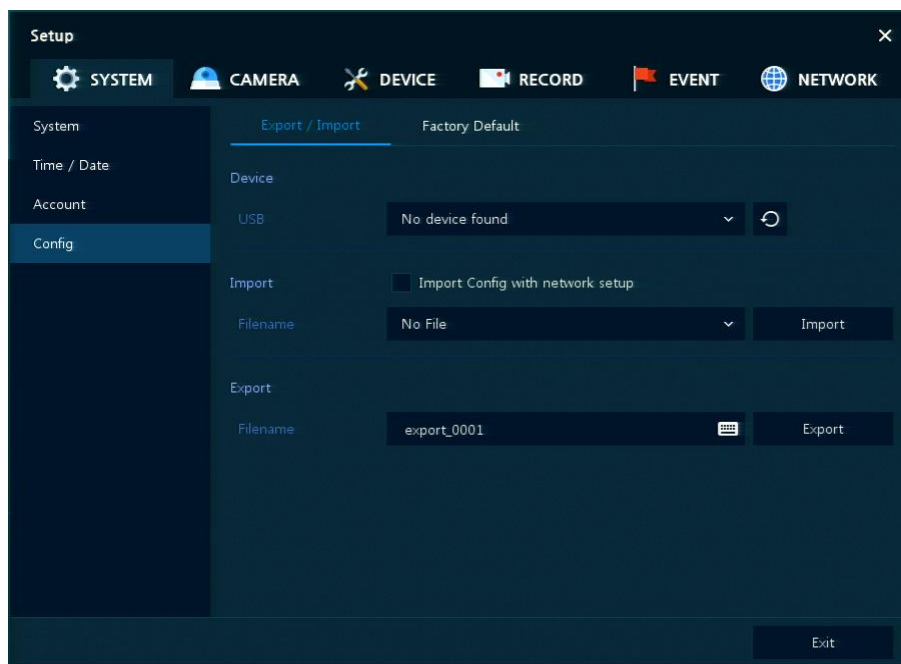 Setup
SYSTEM CAMERA DEVICE RECORD EVENT NETWORK
System
Time / Date
Account
Config
Export / Import Factory Default
Device
USB No device found
Import Import Config with network setup
Filename No File Import
Export
Filename export_0001 Export
Exit